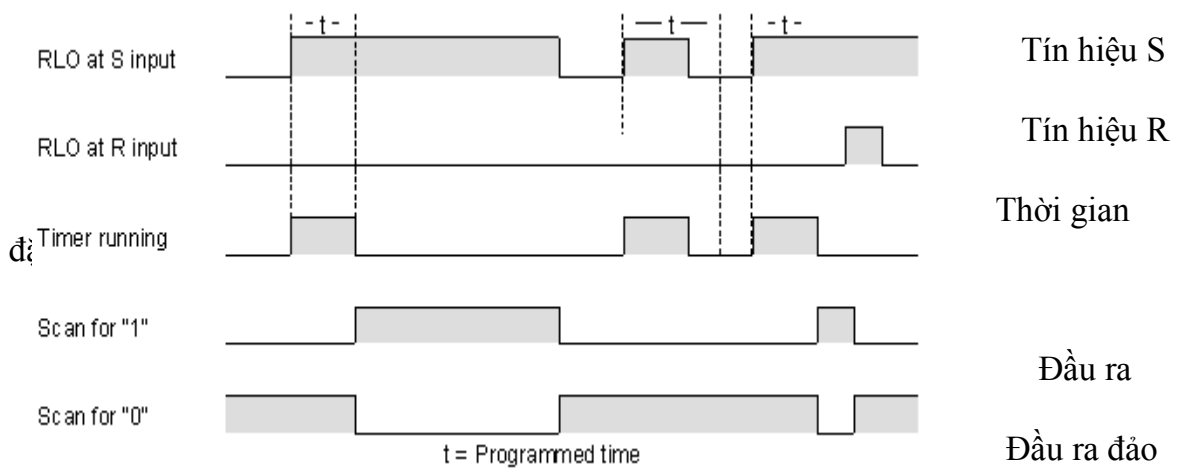 - t -
t
- t -
RLO at S input
Tín hiệu S
RLO at R input
Tín hiệu R
Thời gian
Timer running
Scan for "1"
Đầu ra
Scan for "0"
t = Programmed time
Đầu ra đảo